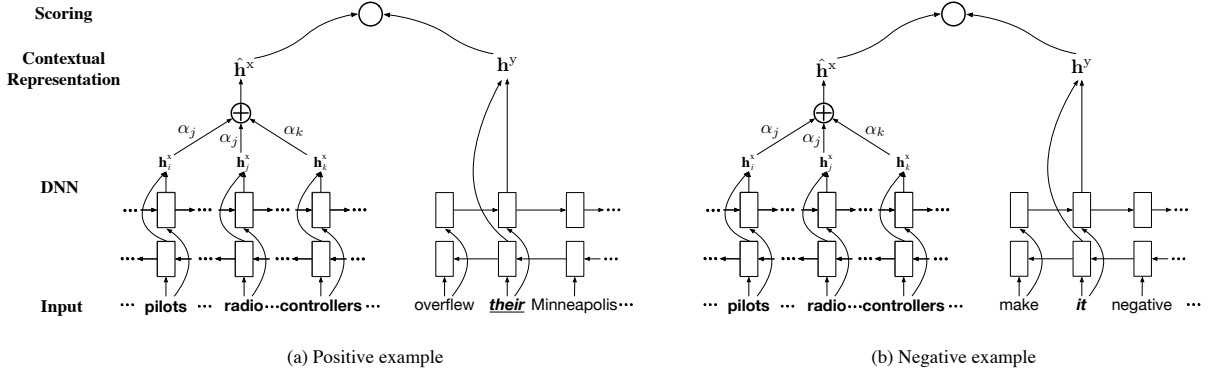 Scoring
Contextual
Representation
DNN
Input
ĥˣ
hʸ
αⱼ αⱼ αₖ
hᵢˣ hⱼˣ hₖˣ
... ... ... ...
... ... ... ...
... pilots ... radio ... controllers ... overflew their Minneapolis ...
(a) Positive example
ĥˣ
hʸ
αⱼ αⱼ αₖ
hᵢˣ hⱼˣ hₖˣ
... ... ... ...
... ... ... ...
... pilots ... radio ... controllers ... make it negative ...
(b) Negative example